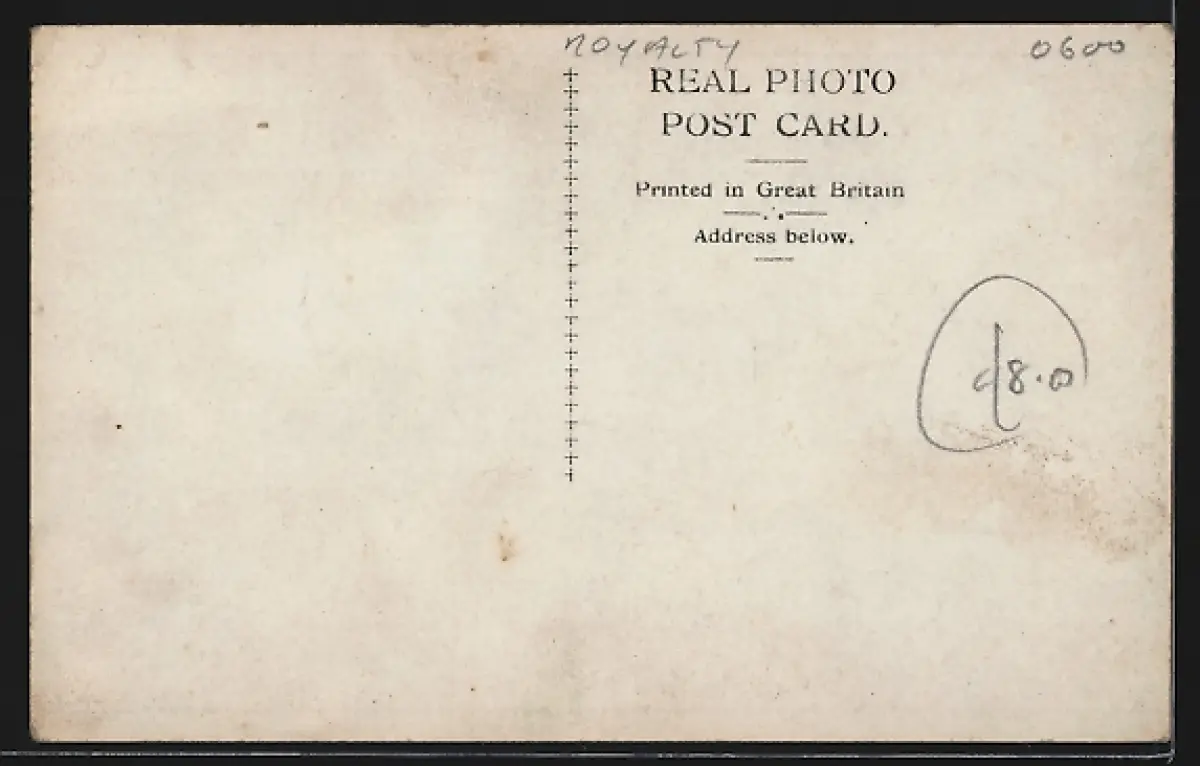 ROYALTY 0600
REAL PHOTO
POST CARD.
Printed in Great Britain
Address below.
8.0